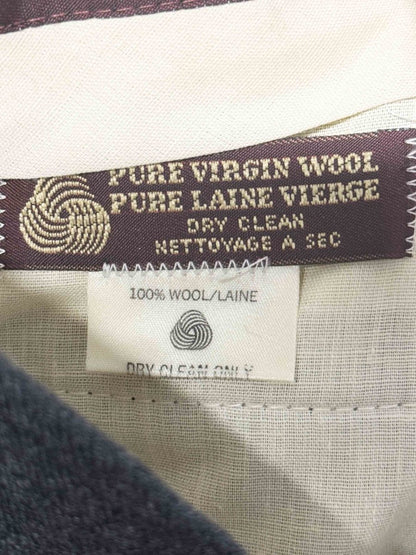 PURE VIRGIN WOOL
PURE LAINE VIERGE
DRY CLEAN
NETTOYAGE A SEC
100% WOOL/LAINE
DRY CLEAN ONLY